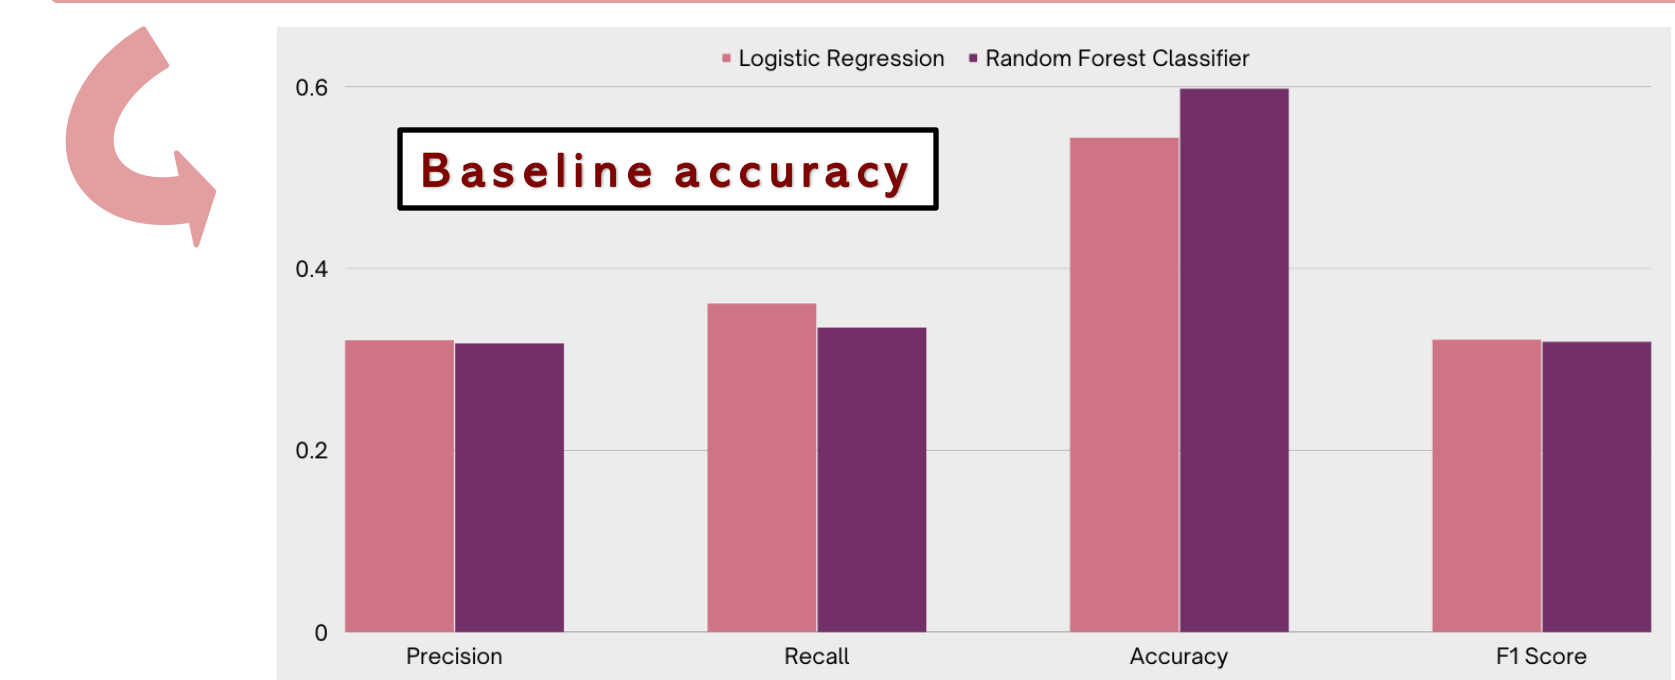 Logistic Regression
Random Forest Classifier
0.6
Baseline accuracy
0.4
0.2
0
Precision
Recall
Accuracy
F1 Score